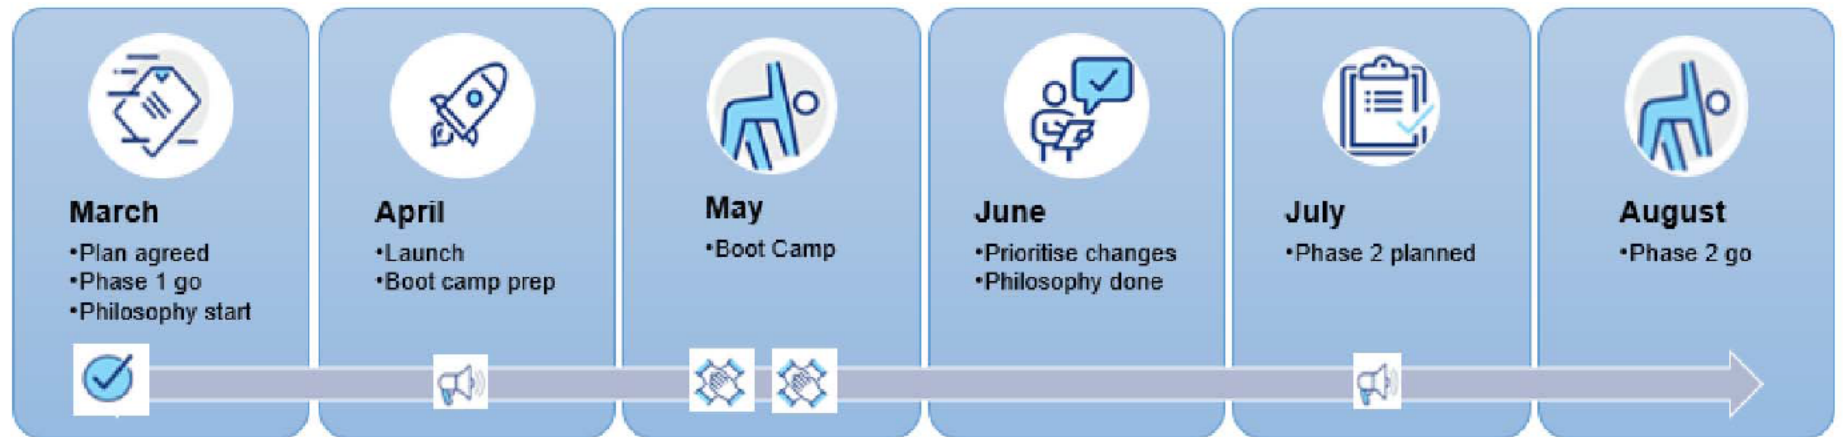 March
•Plan agreed
•Phase 1 go
•Philosophy start
April
•Launch
•Boot camp prep
May
•Boot Camp
June
•Prioritise changes
•Philosophy done
July
•Phase 2 planned
August
•Phase 2 go